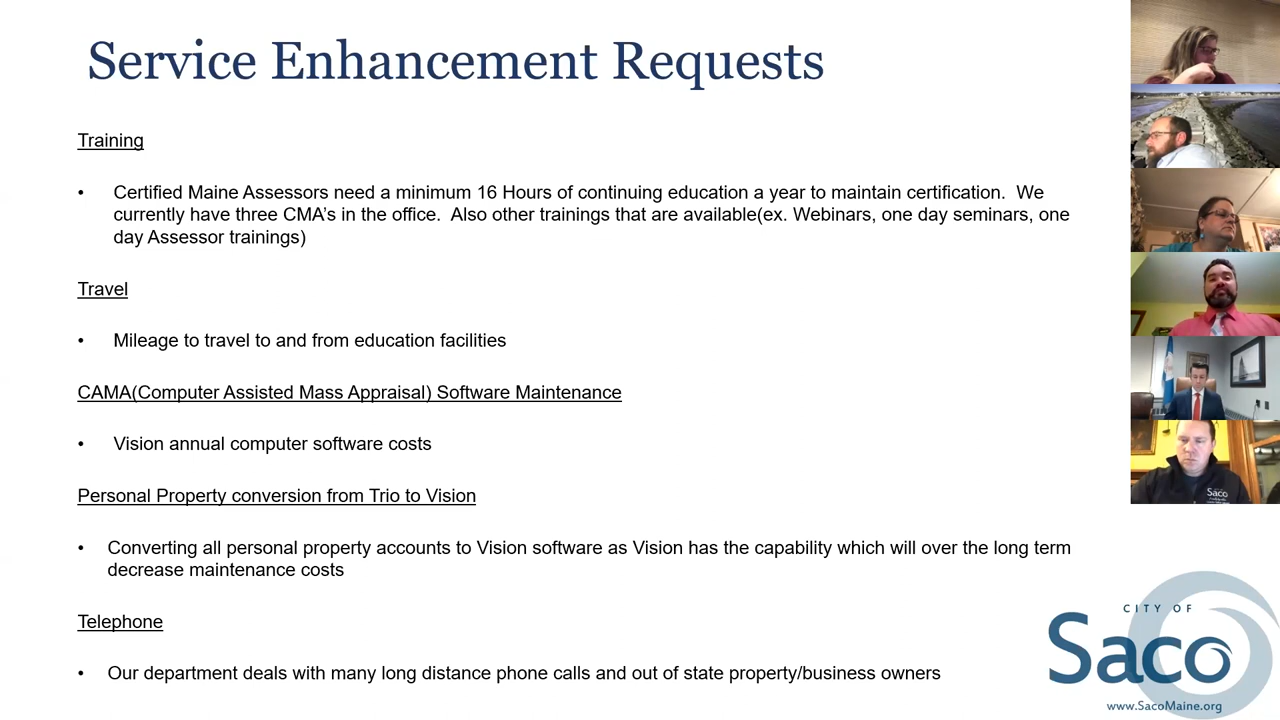 Service Enhancement Requests
Training
• Certified Maine Assessors need a minimum 16 Hours of continuing education a year to maintain certification.  We
currently have three CMA's in the office.  Also other trainings that are available(ex. Webinars, one day seminars, one
day Assessor trainings)
Travel
• Mileage to travel to and from education facilities
CAMA(Computer Assisted Mass Appraisal) Software Maintenance
• Vision annual computer software costs
Personal Property conversion from Trio to Vision
• Converting all personal property accounts to Vision software as Vision has the capability which will over the long term
decrease maintenance costs
Telephone
• Our department deals with many long distance phone calls and out of state property/business owners
Saco
CITY OF
Saco
www.SacoMaine.org